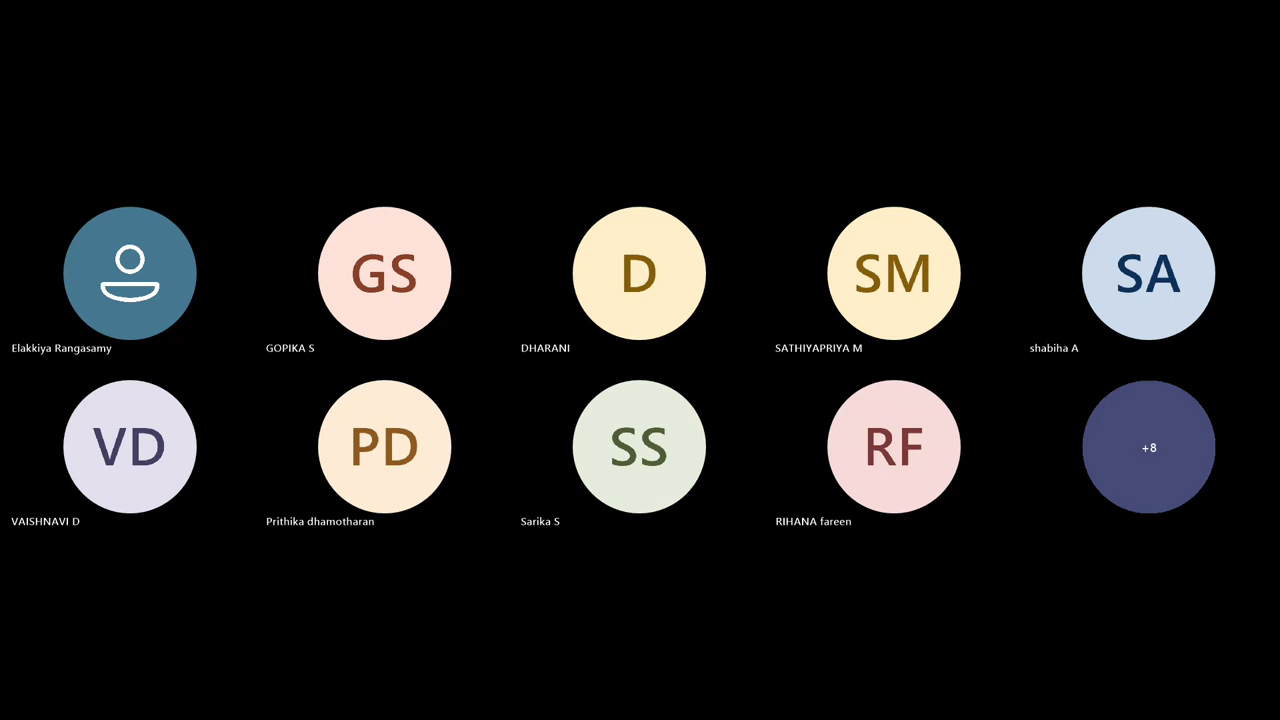 GS
D
SM
SA
Elakkiya Rangasamy
GOPIKA S
DHARANI
SATHIYAPRIYA M
shabiha A
VD
PD
SS
RF
+8
VAISHNAVI D
Prithika dhamotharan
Sarika S
RIHANA fareen